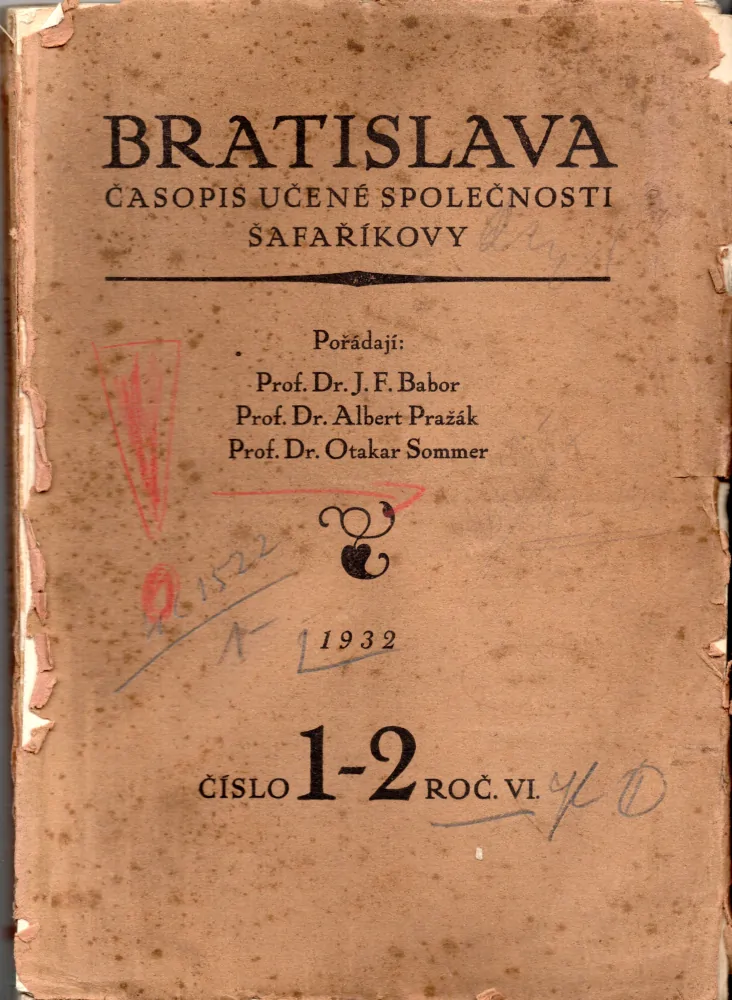 BRATISLAVA
ČASOPIS UČENÉ SPOLEČNOSTI
ŠAFAŘÍKOVY
Pořádají:
Prof. Dr. J. F. Babor
Prof. Dr. Albert Pražák
Prof. Dr. Otakar Sommer
1522
1932
ČÍSLO 1-2 ROČ. VI.